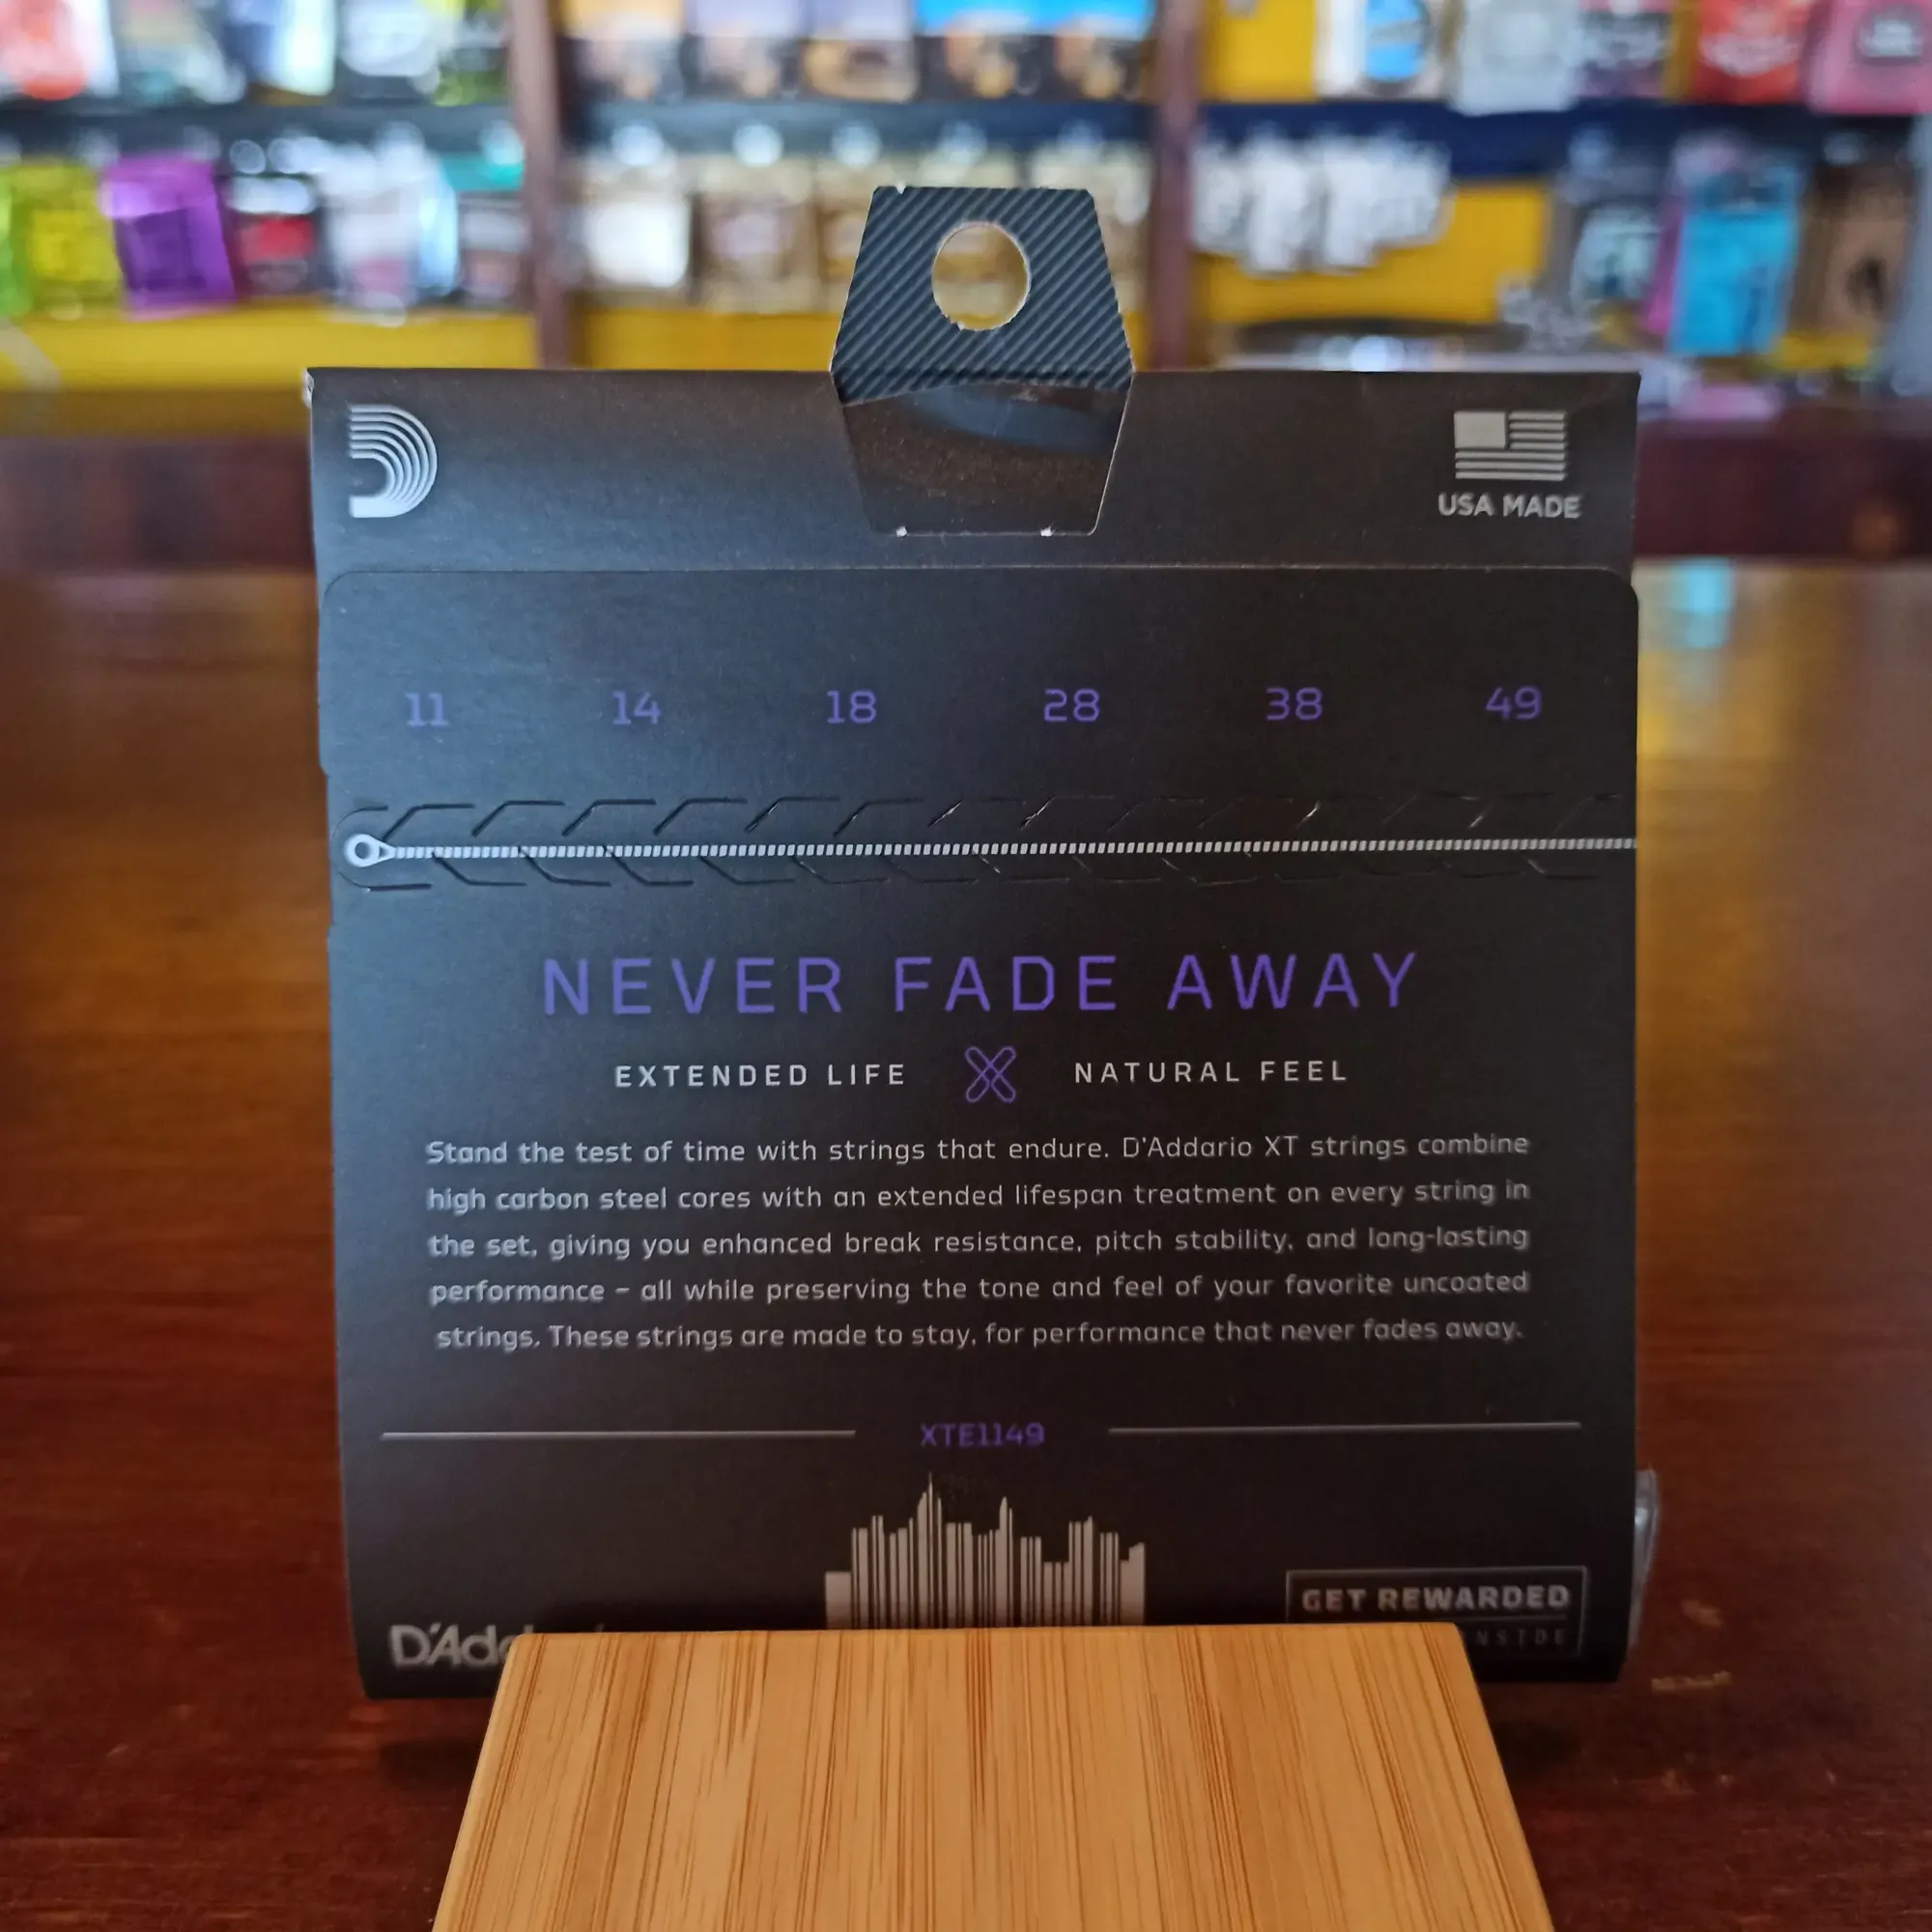 USA MADE
11 14 18 28 38 49
NEVER FADE AWAY
EXTENDED LIFE NATURAL FEEL
Stand the test of time with strings that endure. D'Addario XT strings combine
high carbon steel cores with an extended lifespan treatment on every string in
the set, giving you enhanced break resistance, pitch stability, and long-lasting
performance – all while preserving the tone and feel of your favorite uncoated
strings. These strings are made to stay, for performance that never fades away.
XTE1149
GET REWARDED